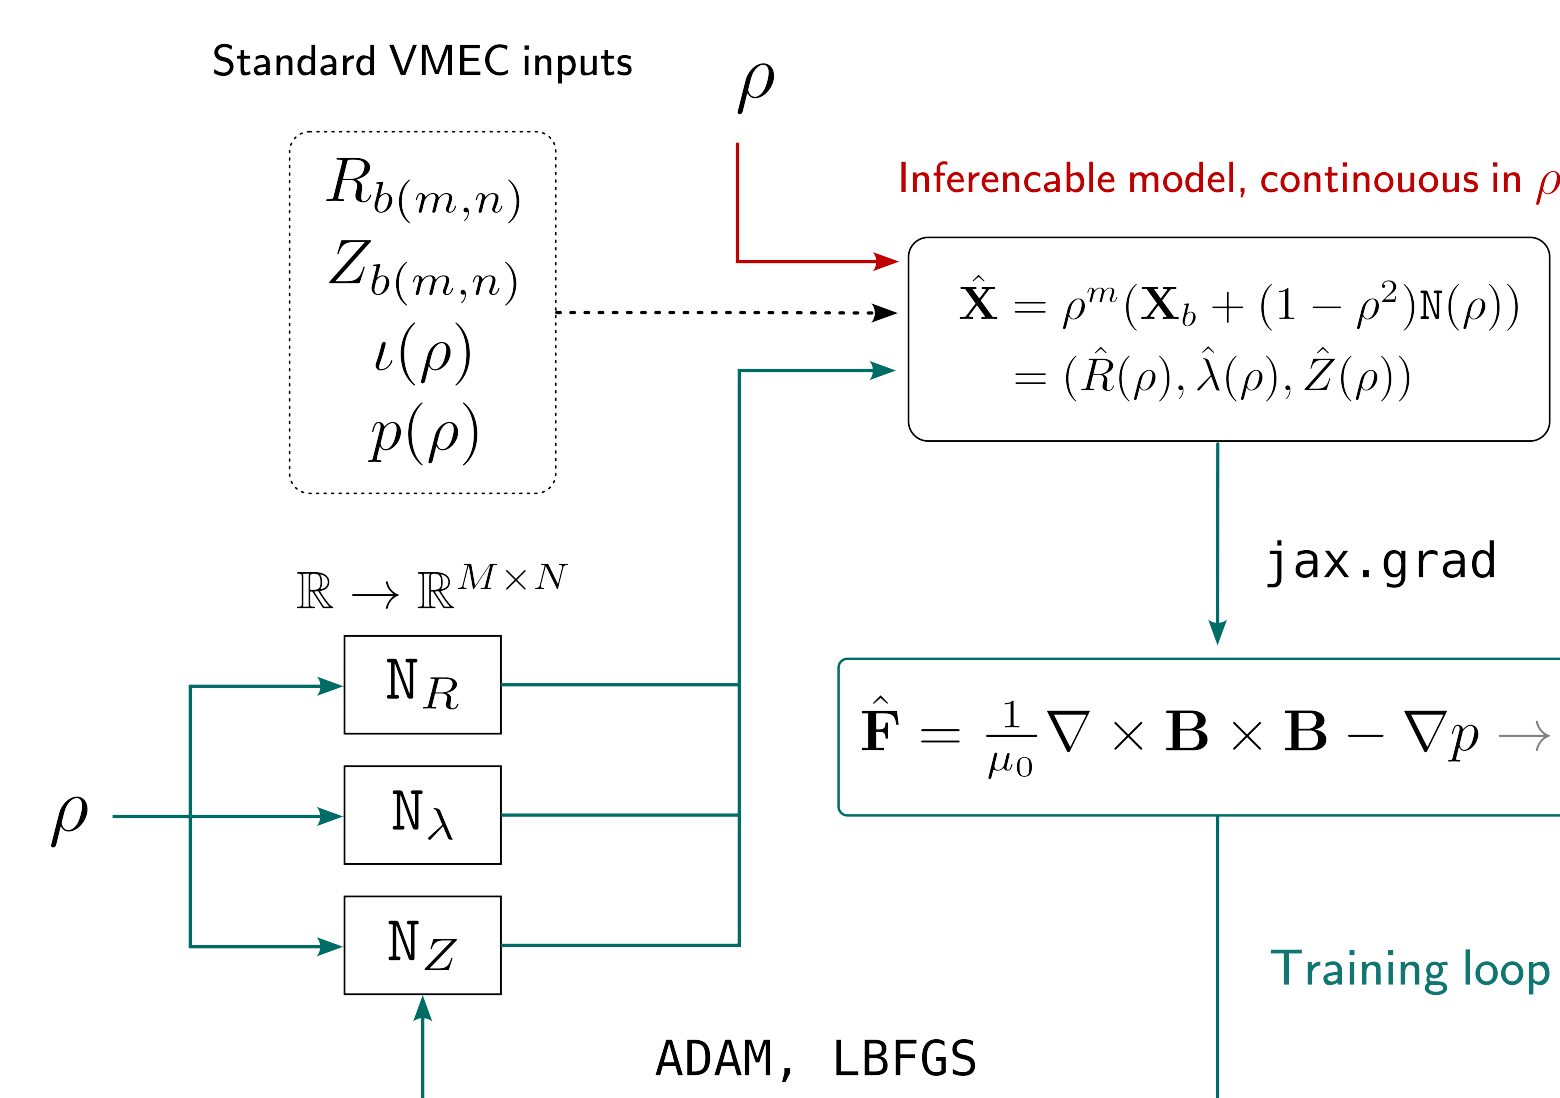 Standard VMEC inputs
ρ
R_{b(m,n)}
Z_{b(m,n)}
ι(ρ)
p(ρ)
Inferencable model, continouous in ρ
X̂ = ρ^m(X_b + (1 − ρ²)N(ρ))
= (R̂(ρ), λ̂(ρ), Ẑ(ρ))
jax.grad
ℝ → ℝ^{M×N}
N_R
ρ
N_λ
N_Z
F̂ = \frac{1}{μ₀}∇ × B × B − ∇p →
Training loop
ADAM, LBFGS